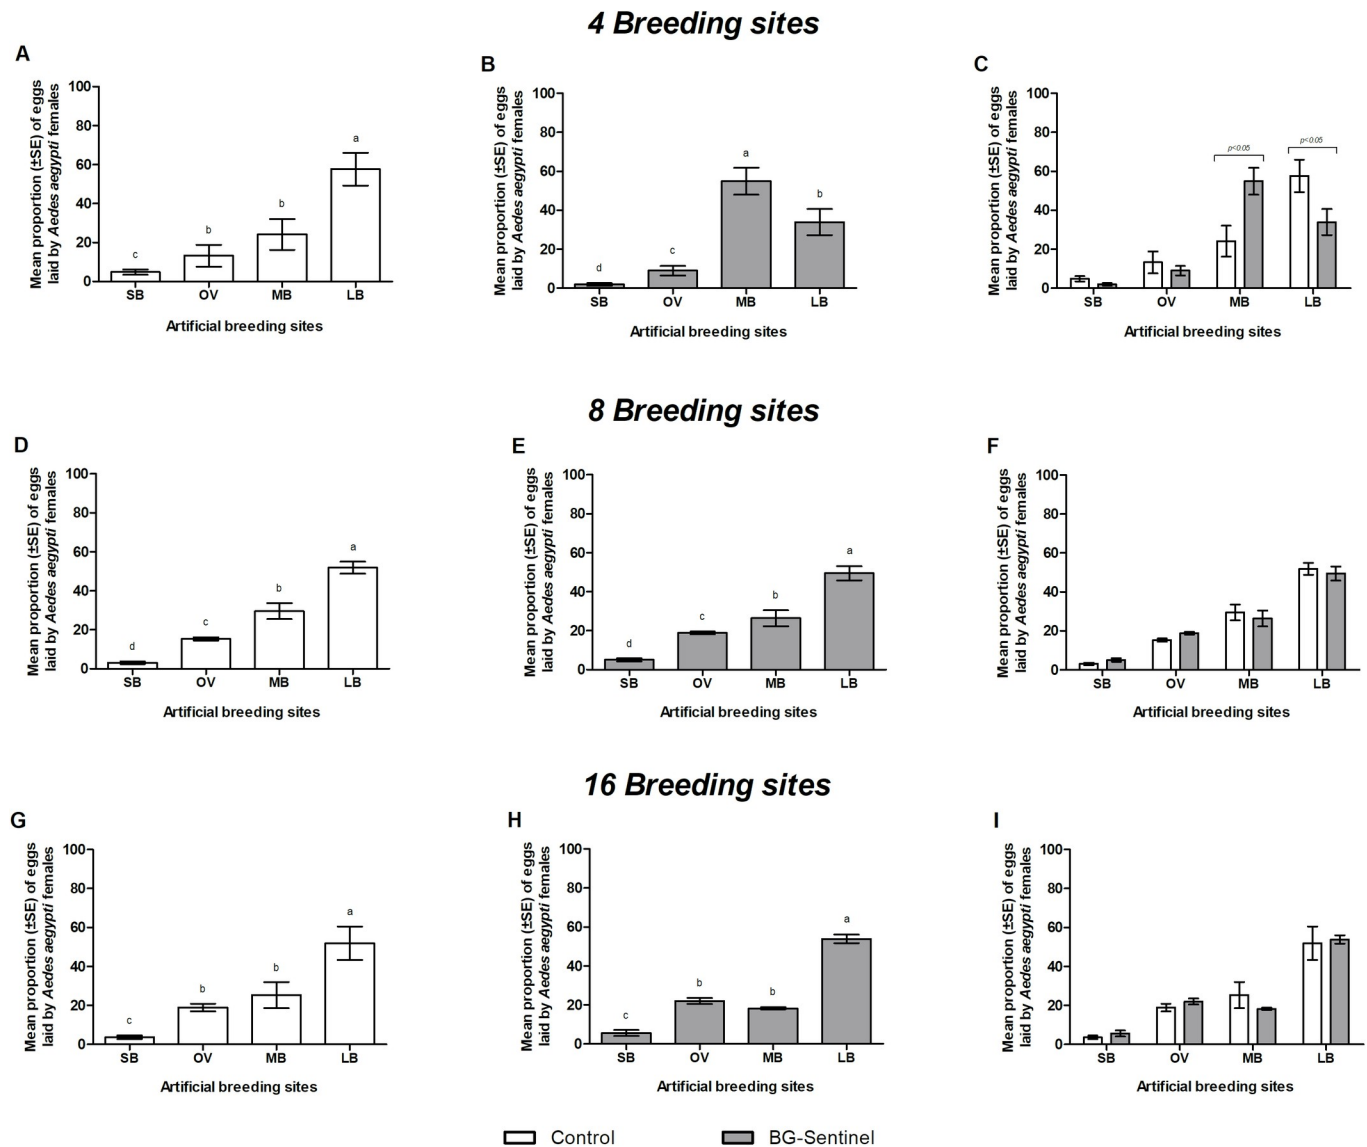 4 Breeding sites
A
Mean proportion (±SE) of eggs
laid by Aedes aegypti females
100
80
60
40
20
0
c
b
b
a
SB OV MB LB
Artificial breeding sites
B
Mean proportion (±SE) of eggs
laid by Aedes aegypti females
100
80
60
40
20
0
d
c
a
b
SB OV MB LB
Artificial breeding sites
C
Mean proportion (±SE) of eggs
laid by Aedes aegypti females
100
80
60
40
20
0
p<0.05
p<0.05
SB OV MB LB
Artificial breeding sites
8 Breeding sites
D
Mean proportion (±SE) of eggs
laid by Aedes aegypti females
100
80
60
40
20
0
d
c
b
a
SB OV MB LB
Artificial breeding sites
E
Mean proportion (±SE) of eggs
laid by Aedes aegypti females
100
80
60
40
20
0
d
c
b
a
SB OV MB LB
Artificial breeding sites
F
Mean proportion (±SE) of eggs
laid by Aedes aegypti females
100
80
60
40
20
0
SB OV MB LB
Artificial breeding sites
16 Breeding sites
G
Mean proportion (±SE) of eggs
laid by Aedes aegypti females
100
80
60
40
20
0
c
b
b
a
SB OV MB LB
Artificial breeding sites
H
Mean proportion (±SE) of eggs
laid by Aedes aegypti females
100
80
60
40
20
0
c
b
b
a
SB OV MB LB
Artificial breeding sites
I
Mean proportion (±SE) of eggs
laid by Aedes aegypti females
100
80
60
40
20
0
SB OV MB LB
Artificial breeding sites
Control
BG-Sentinel